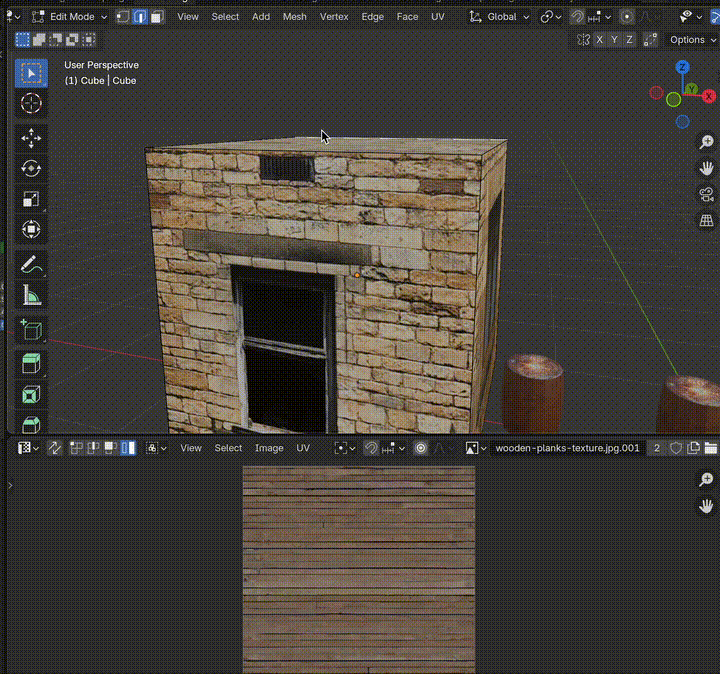 Edit Mode View Select Add Mesh Vertex Edge Face UV Global
X Y Z Options
User Perspective
(1) Cube | Cube
Z
Y
X
View Select Image UV wooden-planks-texture.jpg.001 2